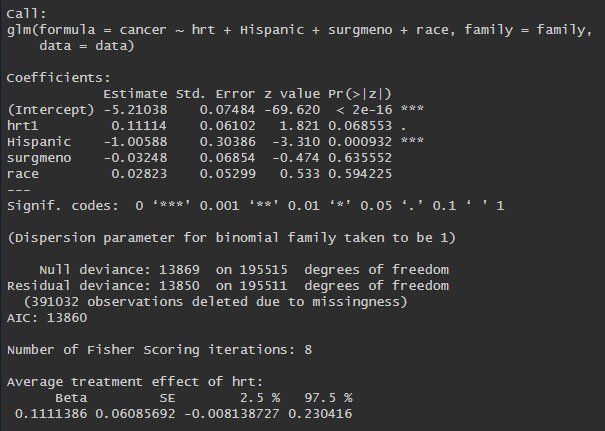 Call:
glm(formula = cancer ~ hrt + Hispanic + surgmeno + race, family = family,
    data = data)

Coefficients:
            Estimate Std. Error z value Pr(>|z|)
(Intercept) -5.21038    0.07484 -69.620  < 2e-16 ***
hrt1         0.11114    0.06102   1.821 0.068553 .
Hispanic    -1.00588    0.30386  -3.310 0.000932 ***
surgmeno    -0.03248    0.06854  -0.474 0.635552
race         0.02823    0.05299   0.533 0.594225
---
Signif. codes:  0 ‘***’ 0.001 ‘**’ 0.01 ‘*’ 0.05 ‘.’ 0.1 ‘ ’ 1

(Dispersion parameter for binomial family taken to be 1)

    Null deviance: 13869  on 195515  degrees of freedom
Residual deviance: 13850  on 195511  degrees of freedom
  (391032 observations deleted due to missingness)
AIC: 13860

Number of Fisher Scoring iterations: 8

Average treatment effect of hrt:
      Beta         SE        2.5 %   97.5 %
 0.1111386 0.06085692 -0.008138727 0.230416